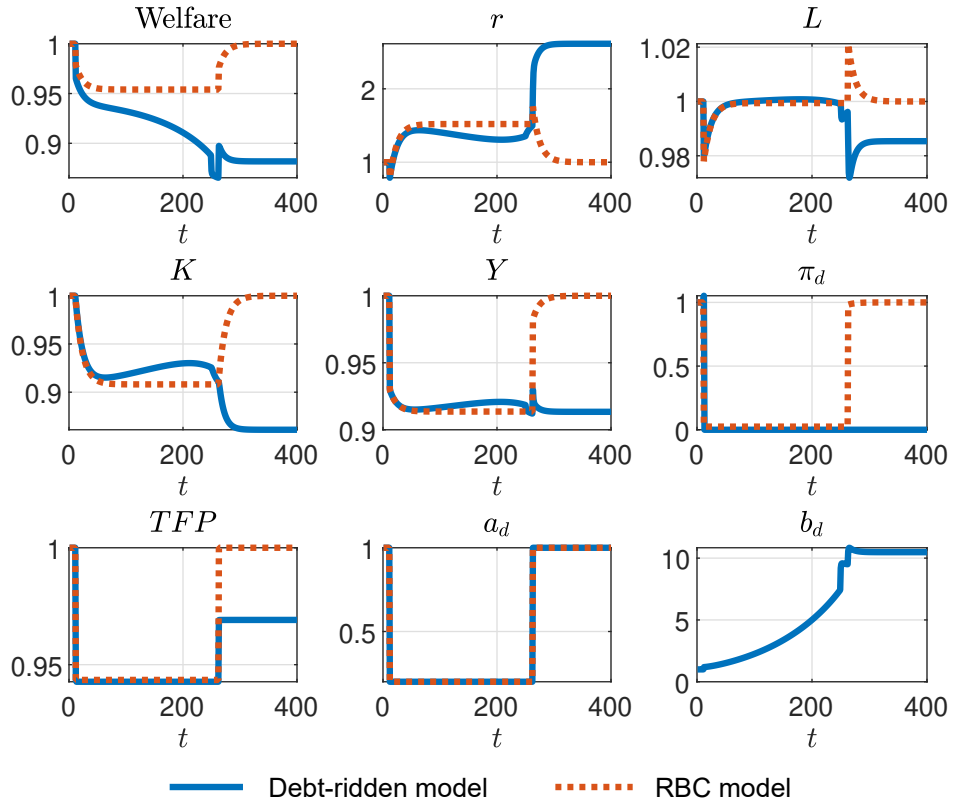 Welfare r L
1 0.95 0.9 0 200 400 t
2 1 0 200 400 t
1.02 1 0.98 0 200 400 t
K Y π_d
1 0.95 0.9 0 200 400 t
1 0.95 0.9 0 200 400 t
1 0.5 0 0 200 400 t
TFP a_d b_d
1 0.95 0 200 400 t
1 0.5 0 200 400 t
10 5 0 0 200 400 t
Debt-ridden model RBC model